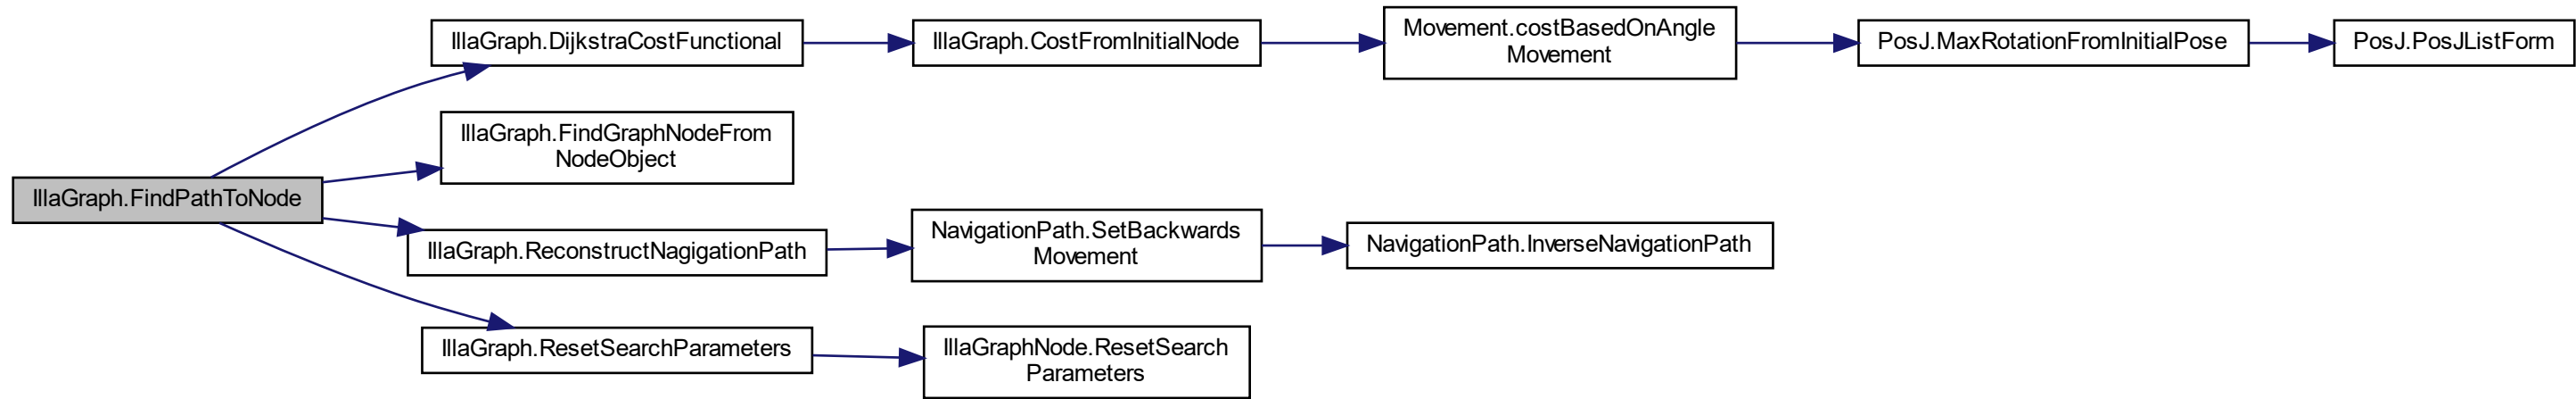 IllaGraph.FindPathToNode
IllaGraph.DijkstraCostFunctional
IllaGraph.CostFromInitialNode
Movement.costBasedOnAngle
Movement
PosJ.MaxRotationFromInitialPose
PosJ.PosJListForm
IllaGraph.FindGraphNodeFrom
NodeObject
IllaGraph.ReconstructNagigationPath
NavigationPath.SetBackwards
Movement
NavigationPath.InverseNavigationPath
IllaGraph.ResetSearchParameters
IllaGraphNode.ResetSearch
Parameters